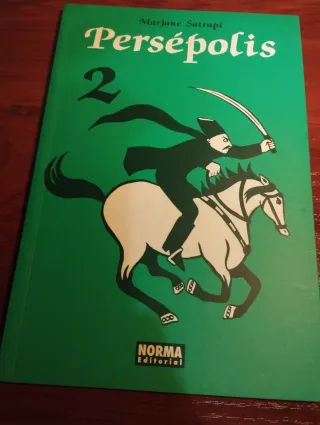 Marjane Satrapi
Persépolis
2
NORMA
Editorial